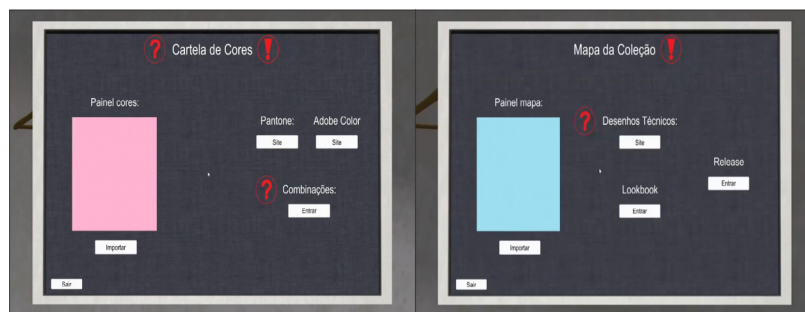 ? Cartela de Cores !
Painel cores:
Pantone: Adobe Color
Site Site
? Combinações:
Entrar
Importar
Sair
Mapa da Coleção !
Painel mapa:
? Desenhos Técnicos:
Site
Release
Entrar
Lookbook
Entrar
Importar
Sair